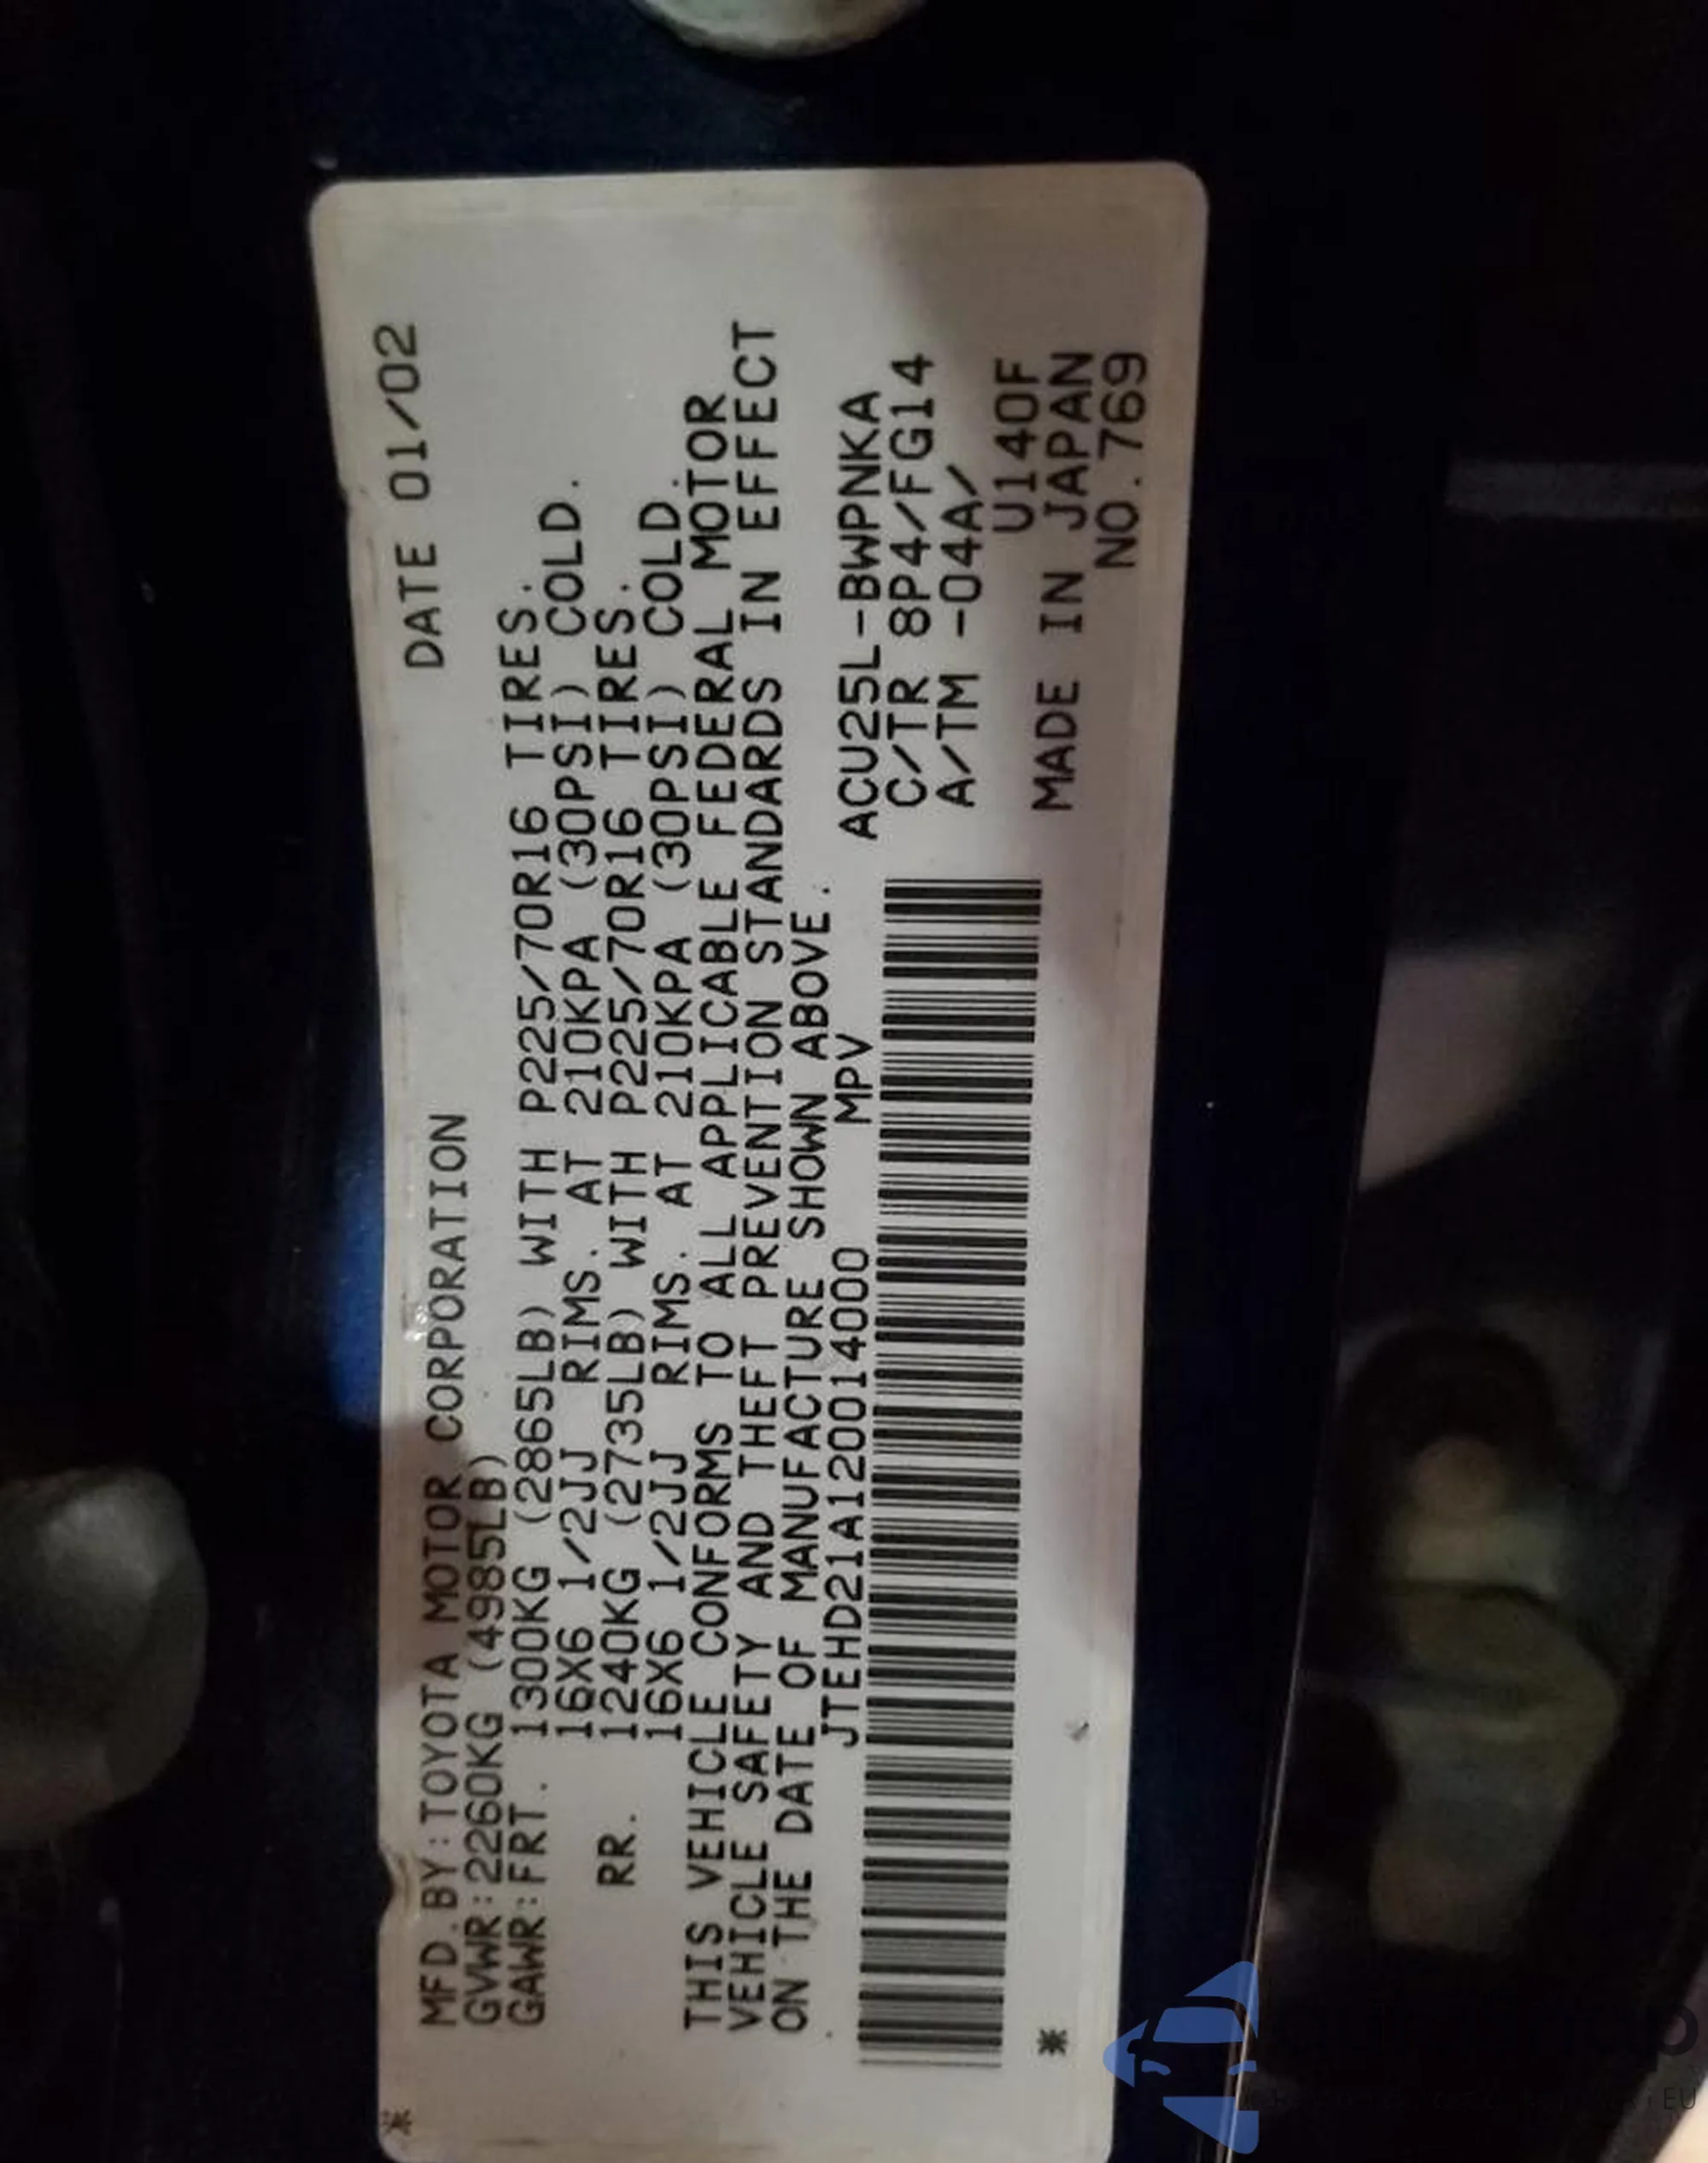 MFD.BY:TOYOTA MOTOR CORPORATION DATE 01/02
GVWR:2260KG (4985LB)
GAWR:FRT. 1300KG (2865LB) WITH P225/70R16 TIRES.
16X6 1/2JJ RIMS. AT 210KPA (30PSI) COLD.
RR. 1240KG (2735LB) WITH P225/70R16 TIRES.
16X6 1/2JJ RIMS. AT 210KPA (30PSI) COLD.
THIS VEHICLE CONFORMS TO ALL APPLICABLE FEDERAL MOTOR
VEHICLE SAFETY AND THEFT PREVENTION STANDARDS IN EFFECT
ON THE DATE OF MANUFACTURE SHOWN ABOVE.
JTEHD21A120014000 MPV
ACU25L-BWPNKA
C/TR 8P4/FG14
A/TM -04A/
U140F
MADE IN JAPAN
NO.769
* *
EU